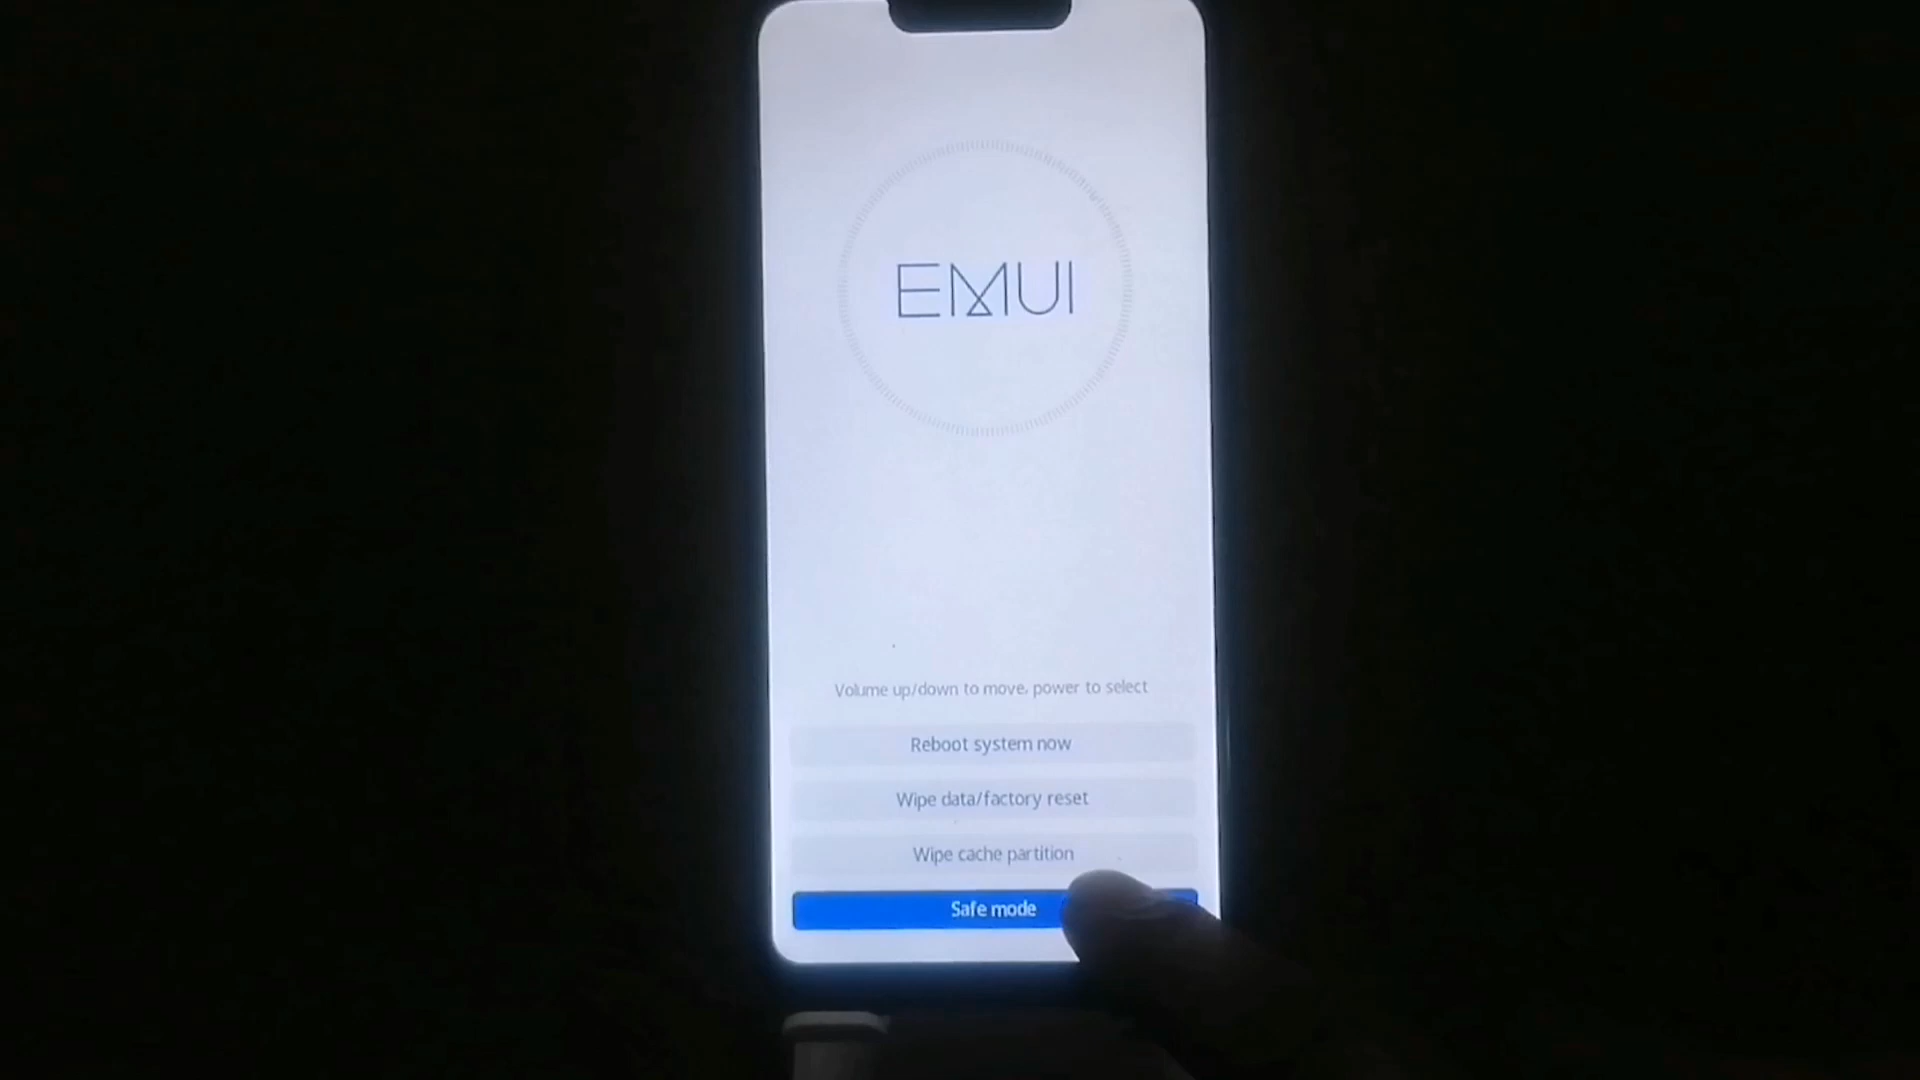 EMUI
Volume up/down to move, power to select
Reboot system now
Wipe data/factory reset
Wipe cache partition
Safe mode